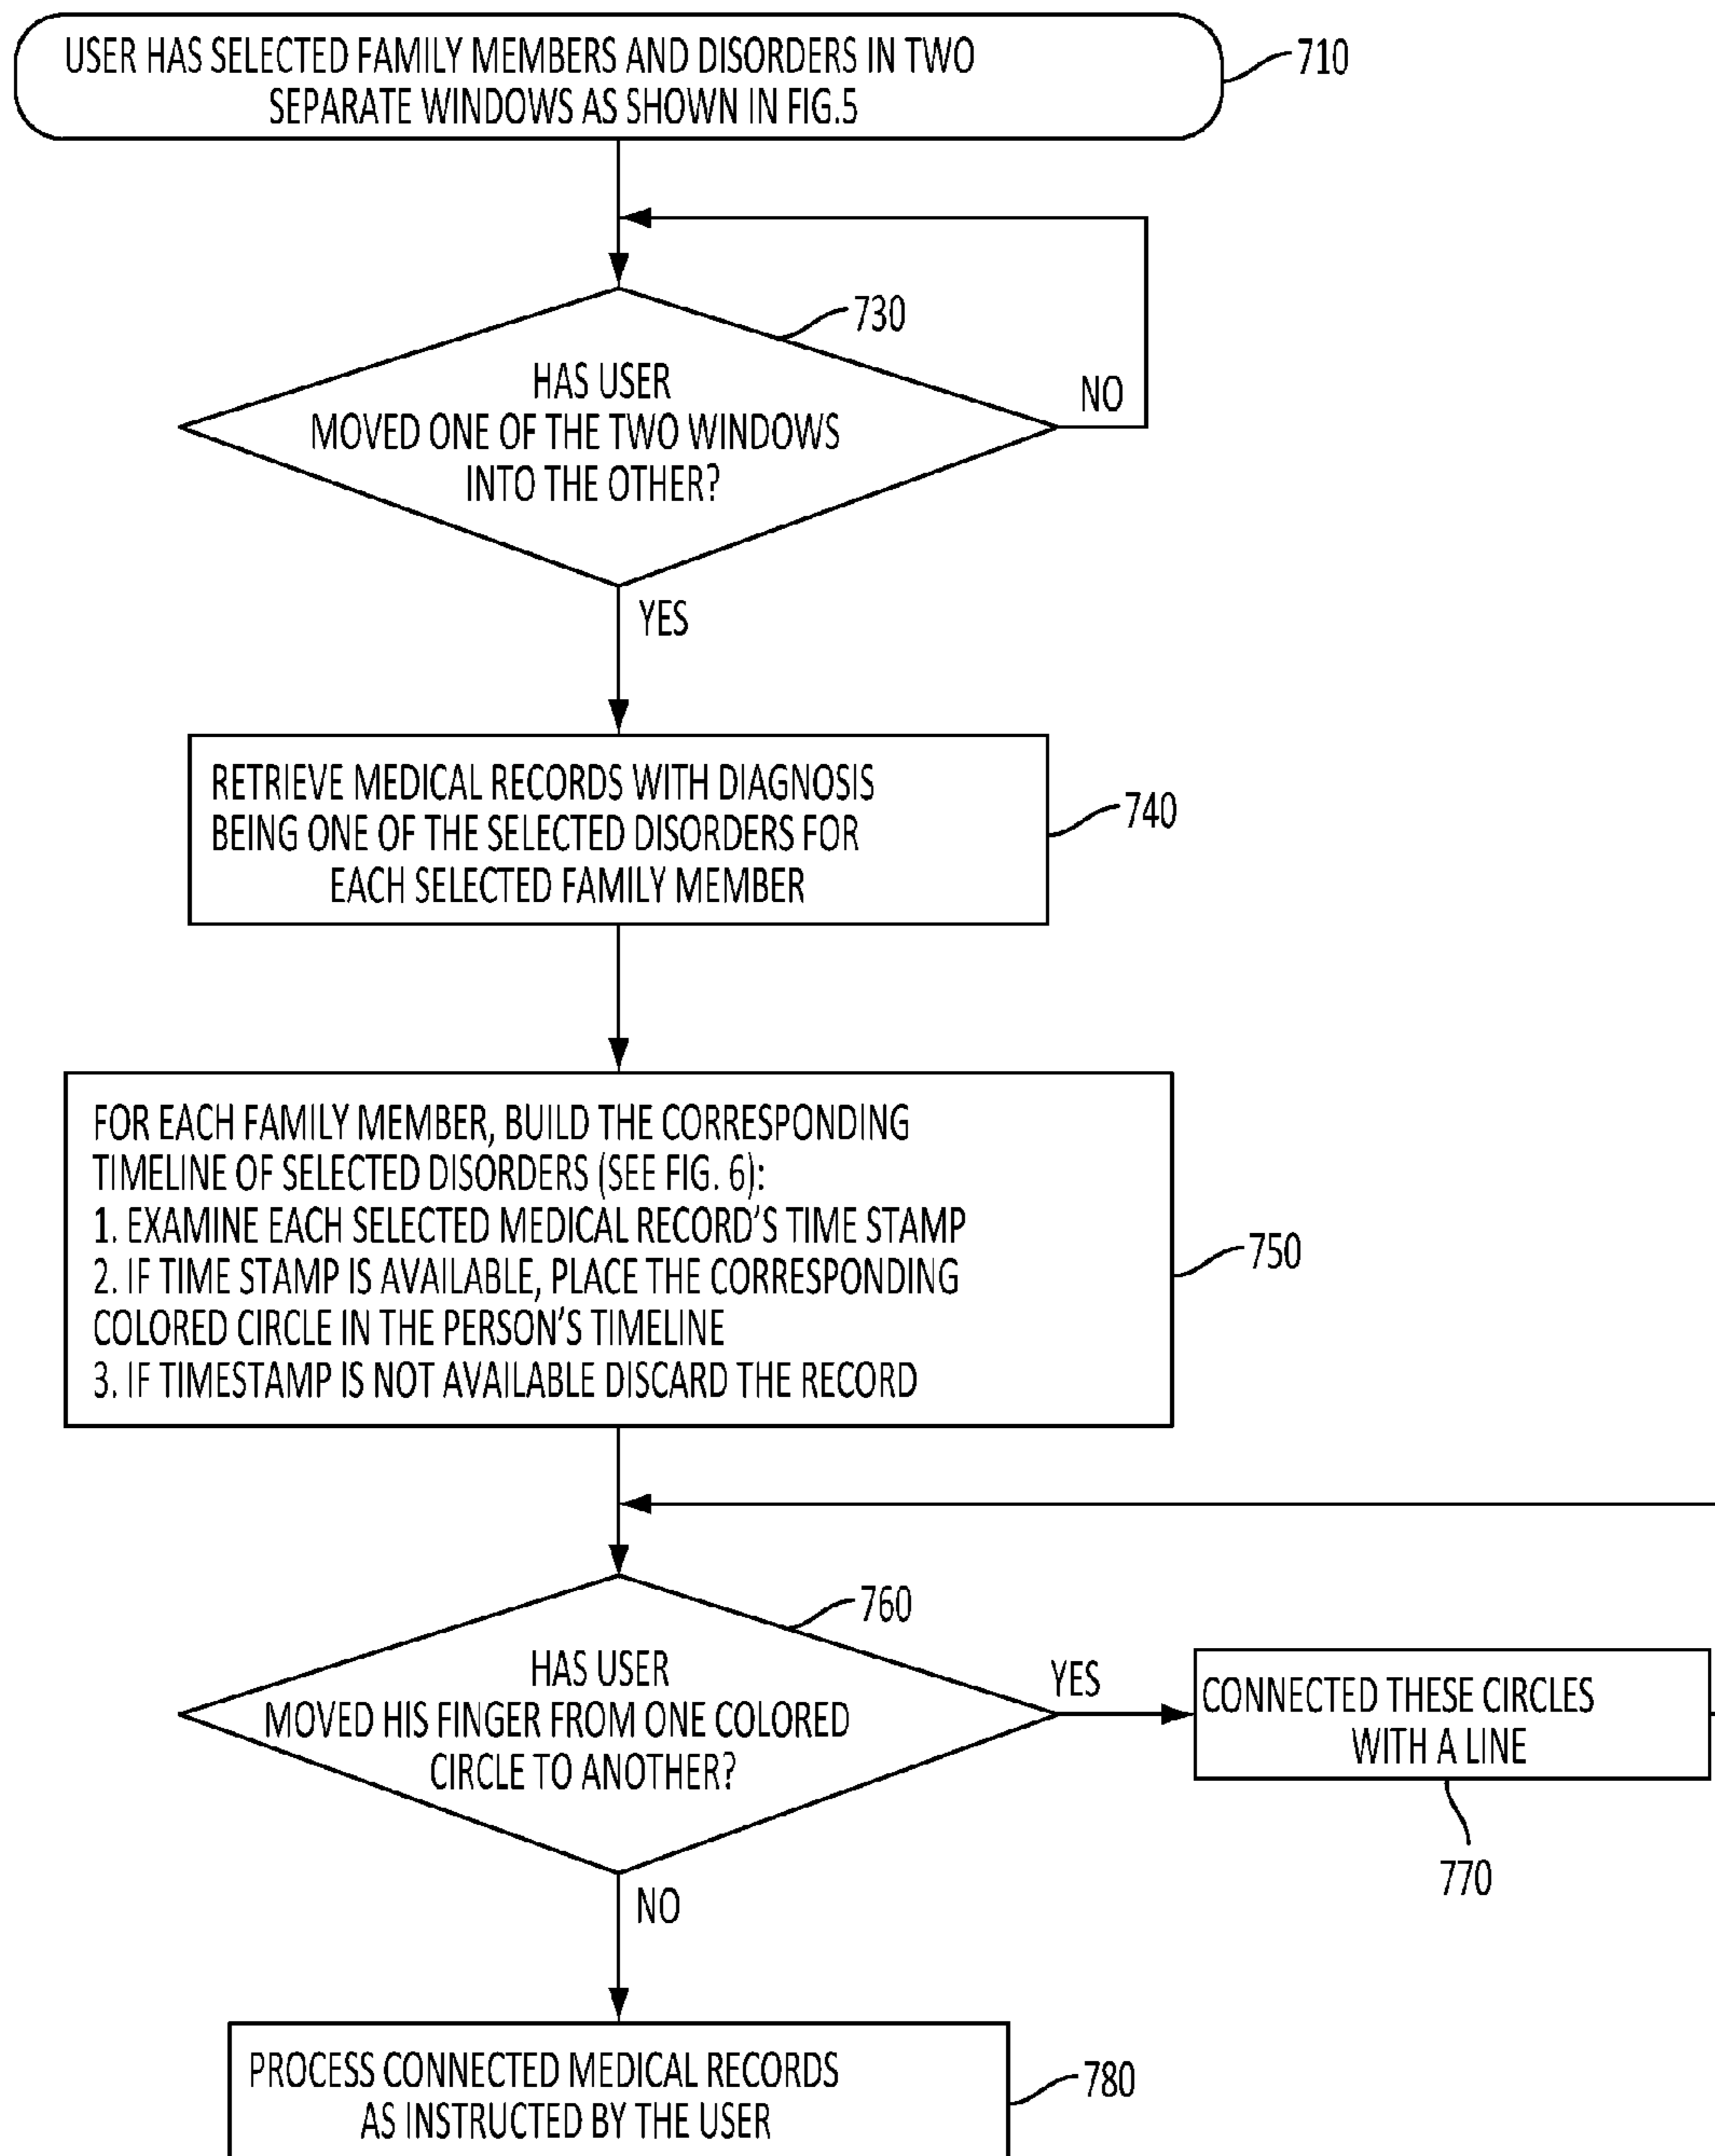 USER HAS SELECTED FAMILY MEMBERS AND DISORDERS IN TWO
SEPARATE WINDOWS AS SHOWN IN FIG.5
710
730
HAS USER
MOVED ONE OF THE TWO WINDOWS
INTO THE OTHER?
NO
YES
RETRIEVE MEDICAL RECORDS WITH DIAGNOSIS
BEING ONE OF THE SELECTED DISORDERS FOR
EACH SELECTED FAMILY MEMBER
740
FOR EACH FAMILY MEMBER, BUILD THE CORRESPONDING
TIMELINE OF SELECTED DISORDERS (SEE FIG. 6):
1. EXAMINE EACH SELECTED MEDICAL RECORD'S TIME STAMP
2. IF TIME STAMP IS AVAILABLE, PLACE THE CORRESPONDING
COLORED CIRCLE IN THE PERSON'S TIMELINE
3. IF TIMESTAMP IS NOT AVAILABLE DISCARD THE RECORD
750
760
HAS USER
MOVED HIS FINGER FROM ONE COLORED
CIRCLE TO ANOTHER?
YES
CONNECTED THESE CIRCLES
WITH A LINE
770
NO
PROCESS CONNECTED MEDICAL RECORDS
AS INSTRUCTED BY THE USER
780